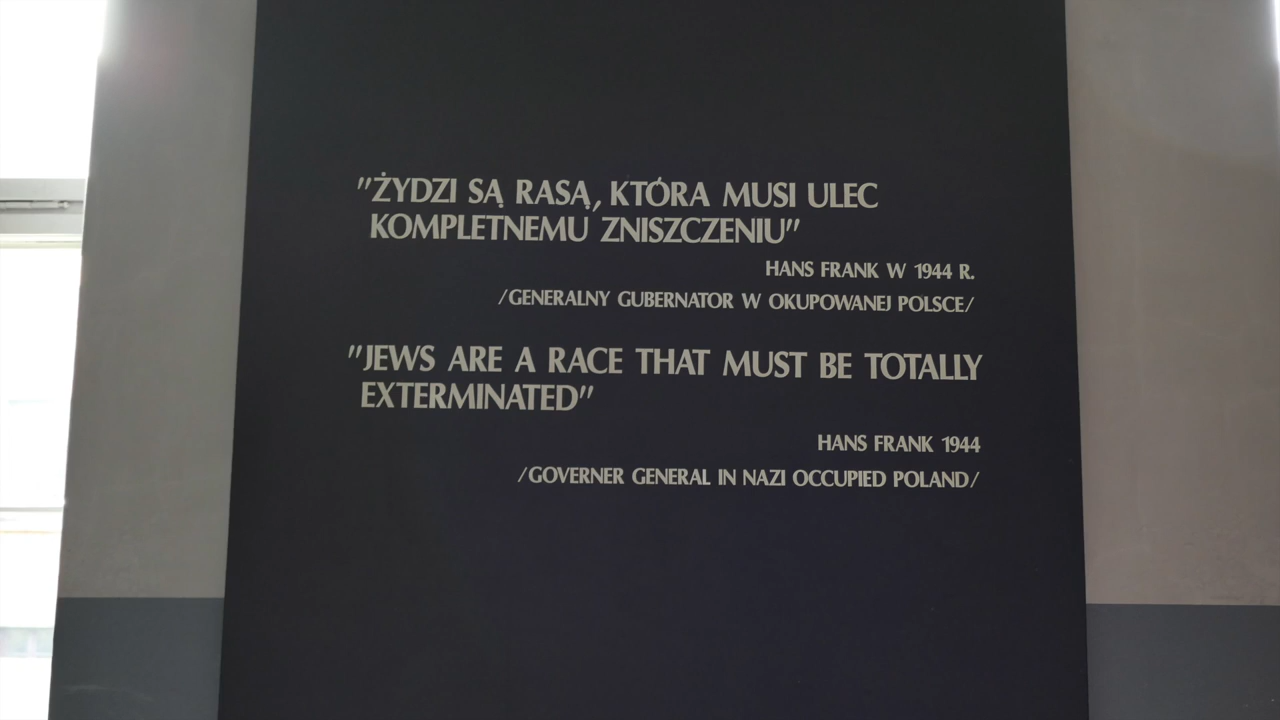 "ŻYDZI SĄ RASĄ, KTÓRA MUSI ULEC
KOMPLETNEMU ZNISZCZENIU"
HANS FRANK W 1944 R.
/GENERALNY GUBERNATOR W OKUPOWANEJ POLSCE/
"JEWS ARE A RACE THAT MUST BE TOTALLY
EXTERMINATED"
HANS FRANK 1944
/GOVERNER GENERAL IN NAZI OCCUPIED POLAND/